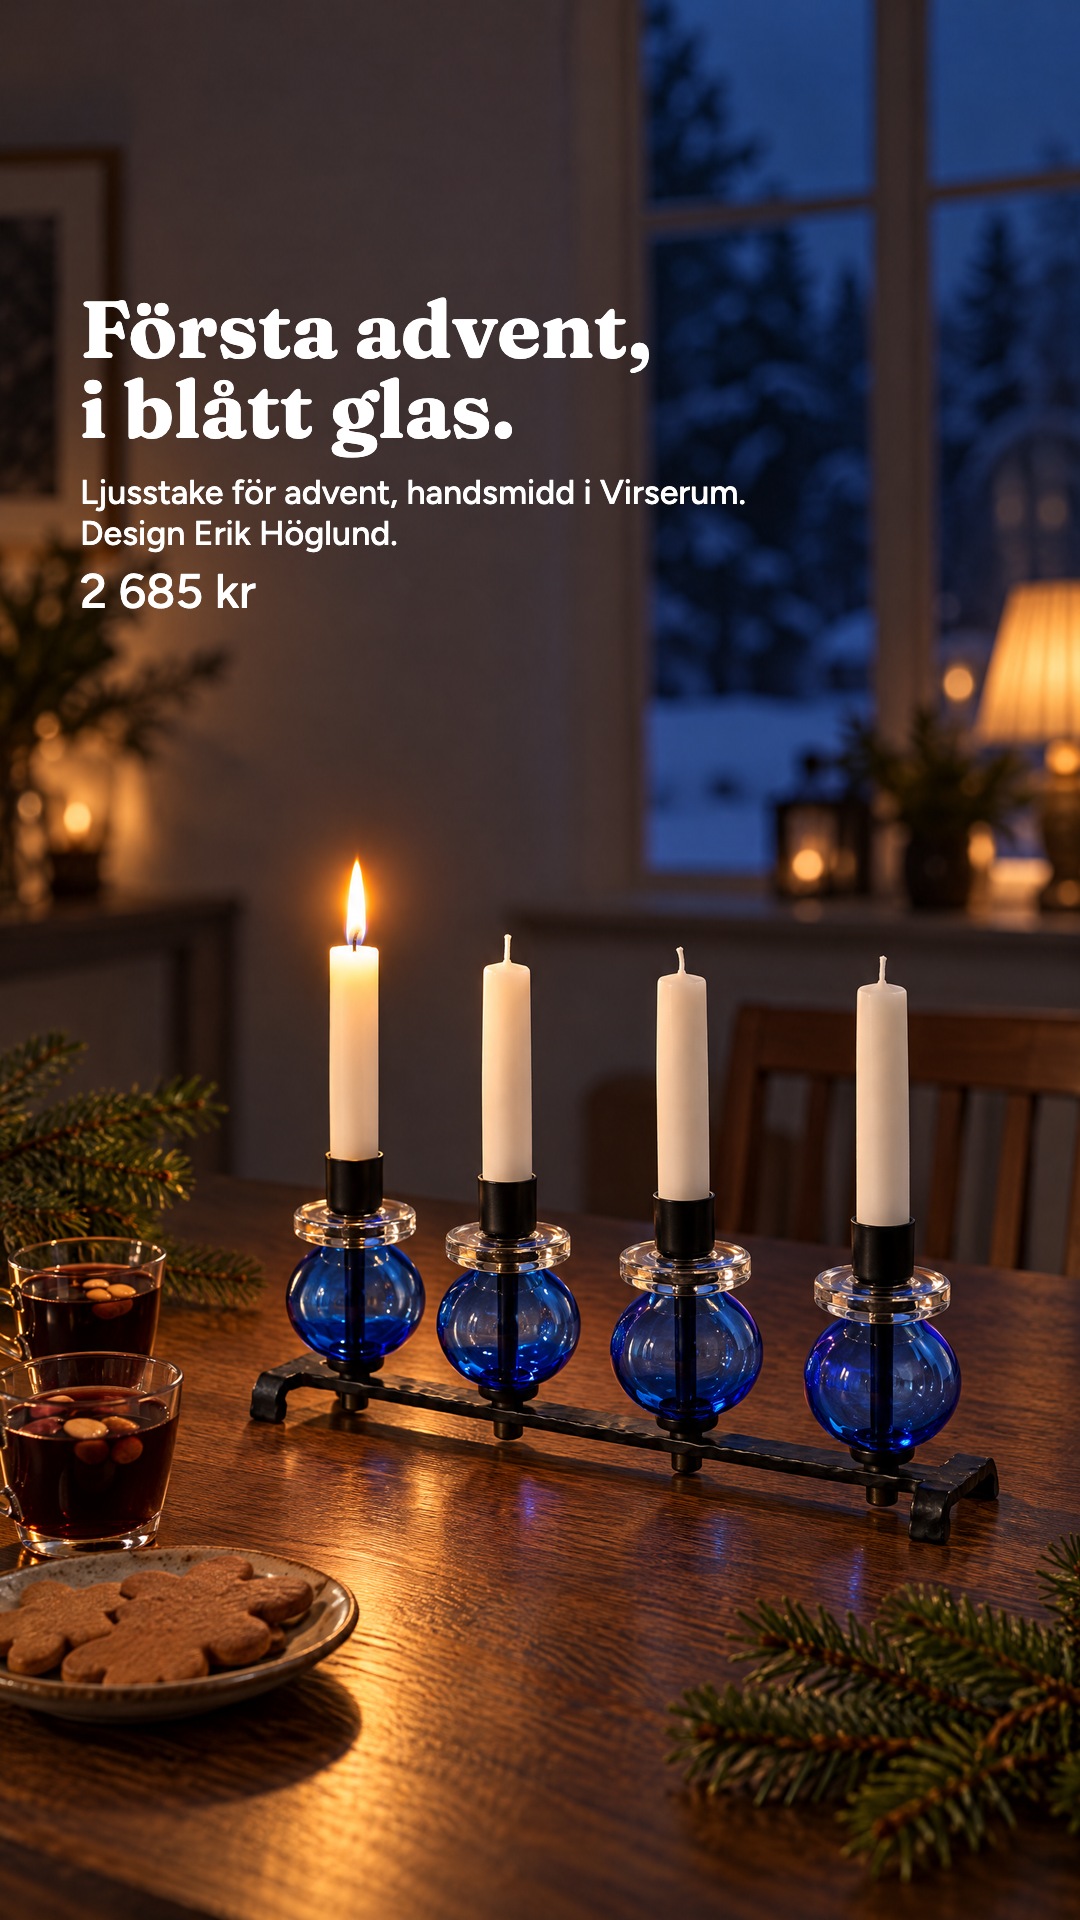 Första advent,
i blått glas.
Ljusstake för advent, handsmidd i Virserum.
Design Erik Höglund.
2 685 kr